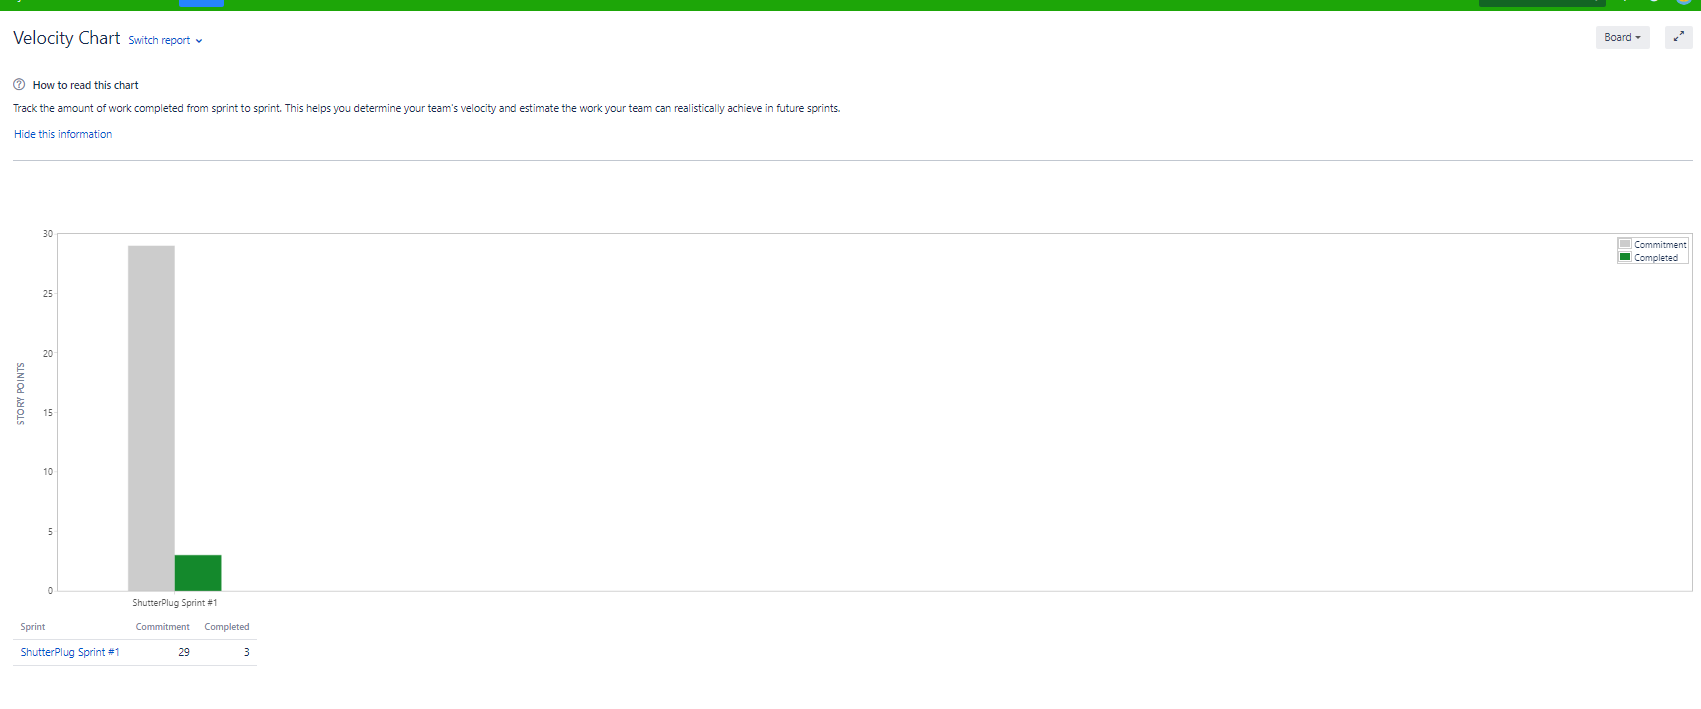 Velocity Chart Switch report
Board
How to read this chart
Track the amount of work completed from sprint to sprint. This helps you determine your team's velocity and estimate the work your team can realistically achieve in future sprints.
Hide this information
30
25
20
15
10
5
0
STORY POINTS
Commitment
Completed
ShutterPlug Sprint #1
Sprint Commitment Completed
ShutterPlug Sprint #1 29 3